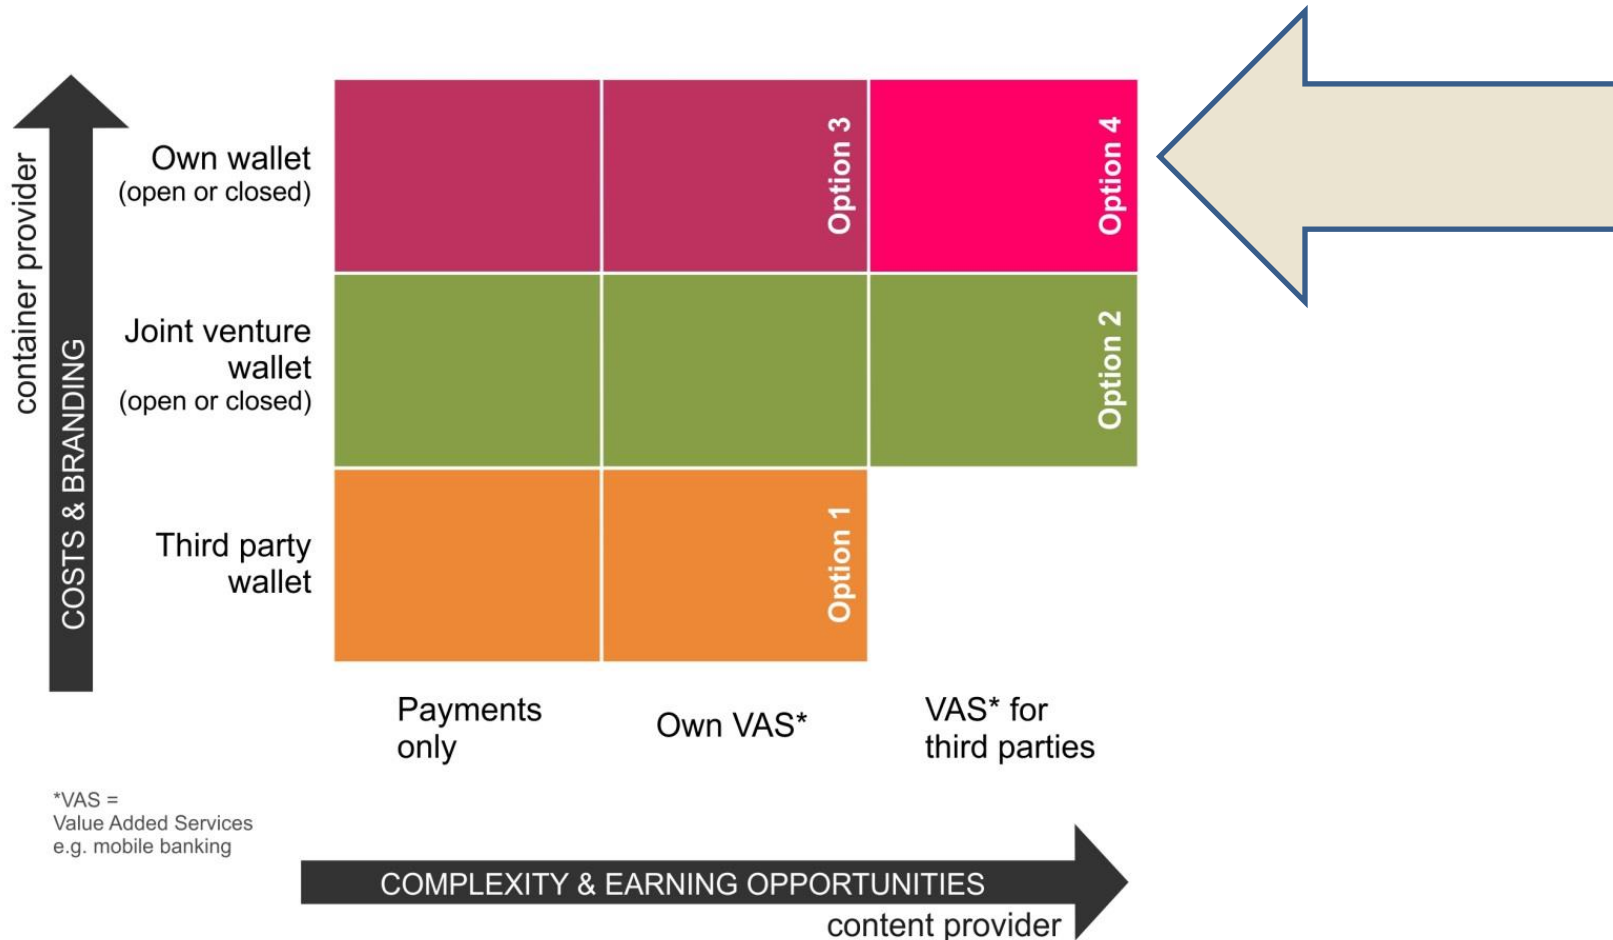 container provider
COSTS & BRANDING
Own wallet
(open or closed)
Option 3
Option 4
Joint venture
wallet
(open or closed)
Option 2
Third party
wallet
Option 1
Payments
only
Own VAS*
VAS* for
third parties
*VAS =
Value Added Services
e.g. mobile banking
COMPLEXITY & EARNING OPPORTUNITIES
content provider